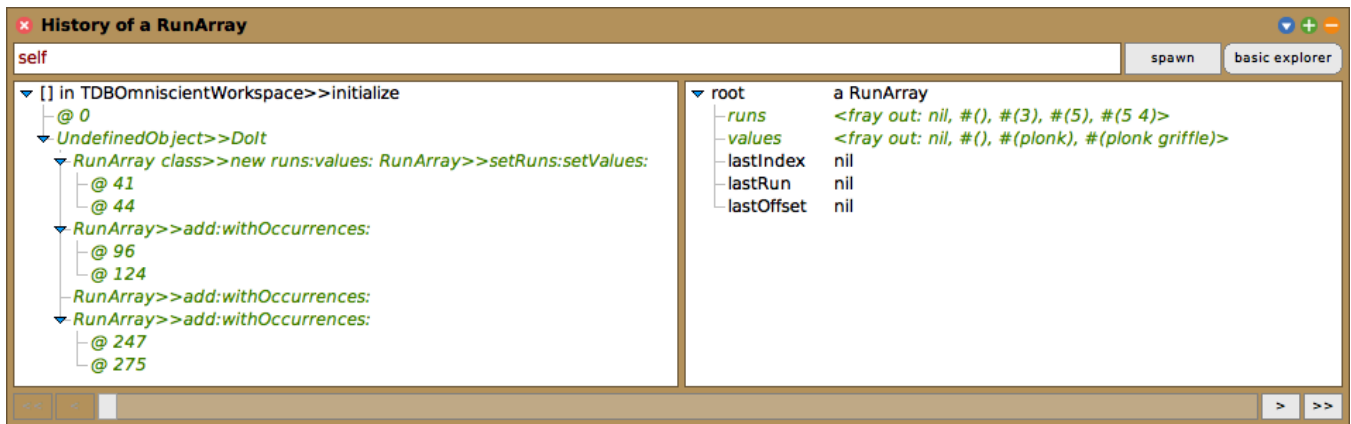 History of a RunArray
self
spawn
basic explorer
[] in TDBOmniscientWorkspace>>initialize
@ 0
UndefinedObject>>DoIt
RunArray class>>new runs:values: RunArray>>setRuns:setValues:
@ 41
@ 44
RunArray>>add:withOccurrences:
@ 96
@ 124
RunArray>>add:withOccurrences:
RunArray>>add:withOccurrences:
@ 247
@ 275
root a RunArray
runs <fray out: nil, #(), #(3), #(5), #(5 4)>
values <fray out: nil, #(), #(plonk), #(plonk griffle)>
lastIndex nil
lastRun nil
lastOffset nil
<< < > >>